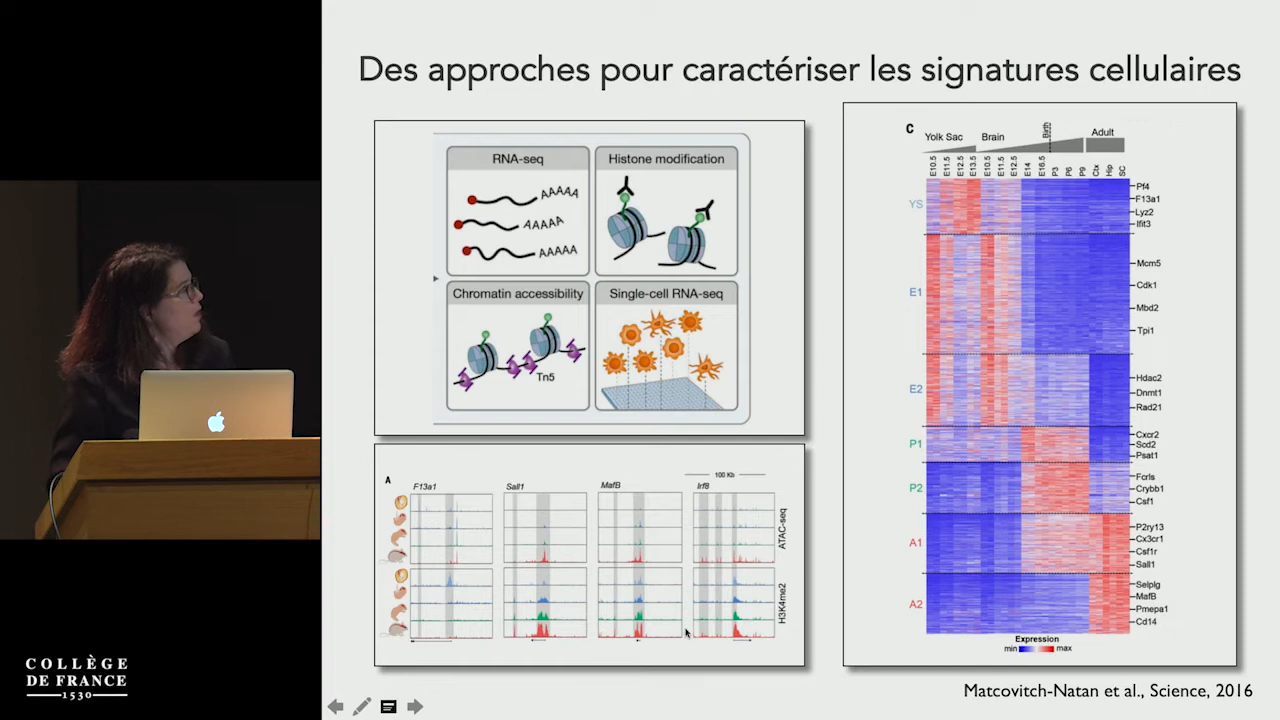 Des approches pour caractériser les signatures cellulaires
RNA-seq
AAAAA
AAAA
AAAAA
Histone modification
Chromatin accessibility
Tn5
Single-cell RNA-seq
A
100 Kb
F13a1
Sall1
MafB
Irf8
ATAC-seq
H3K4me2
C
Yolk Sac
Brain
Birth
Adult
E10.5
E11.5
E12.5
E13.5
E10.5
E11.5
E12.5
E14
E16.5
P3
P6
P9
Ctx
Hip
SC
YS
Pf4
F13a1
Lyz2
Ifit3
E1
Mcm5
Cdk1
Mbd2
Tpi1
E2
Hdac2
Dnmt1
Rad21
P1
Cxcr2
Scd2
Psat1
P2
Fcrls
Crybb1
Csf1
A1
P2ry13
Cx3cr1
Csf1r
Sall1
A2
Selplg
MafB
Pmepa1
Cd14
Expression
min
max
Matcovitch-Natan et al., Science, 2016
COLLÈGE
DE FRANCE
1530